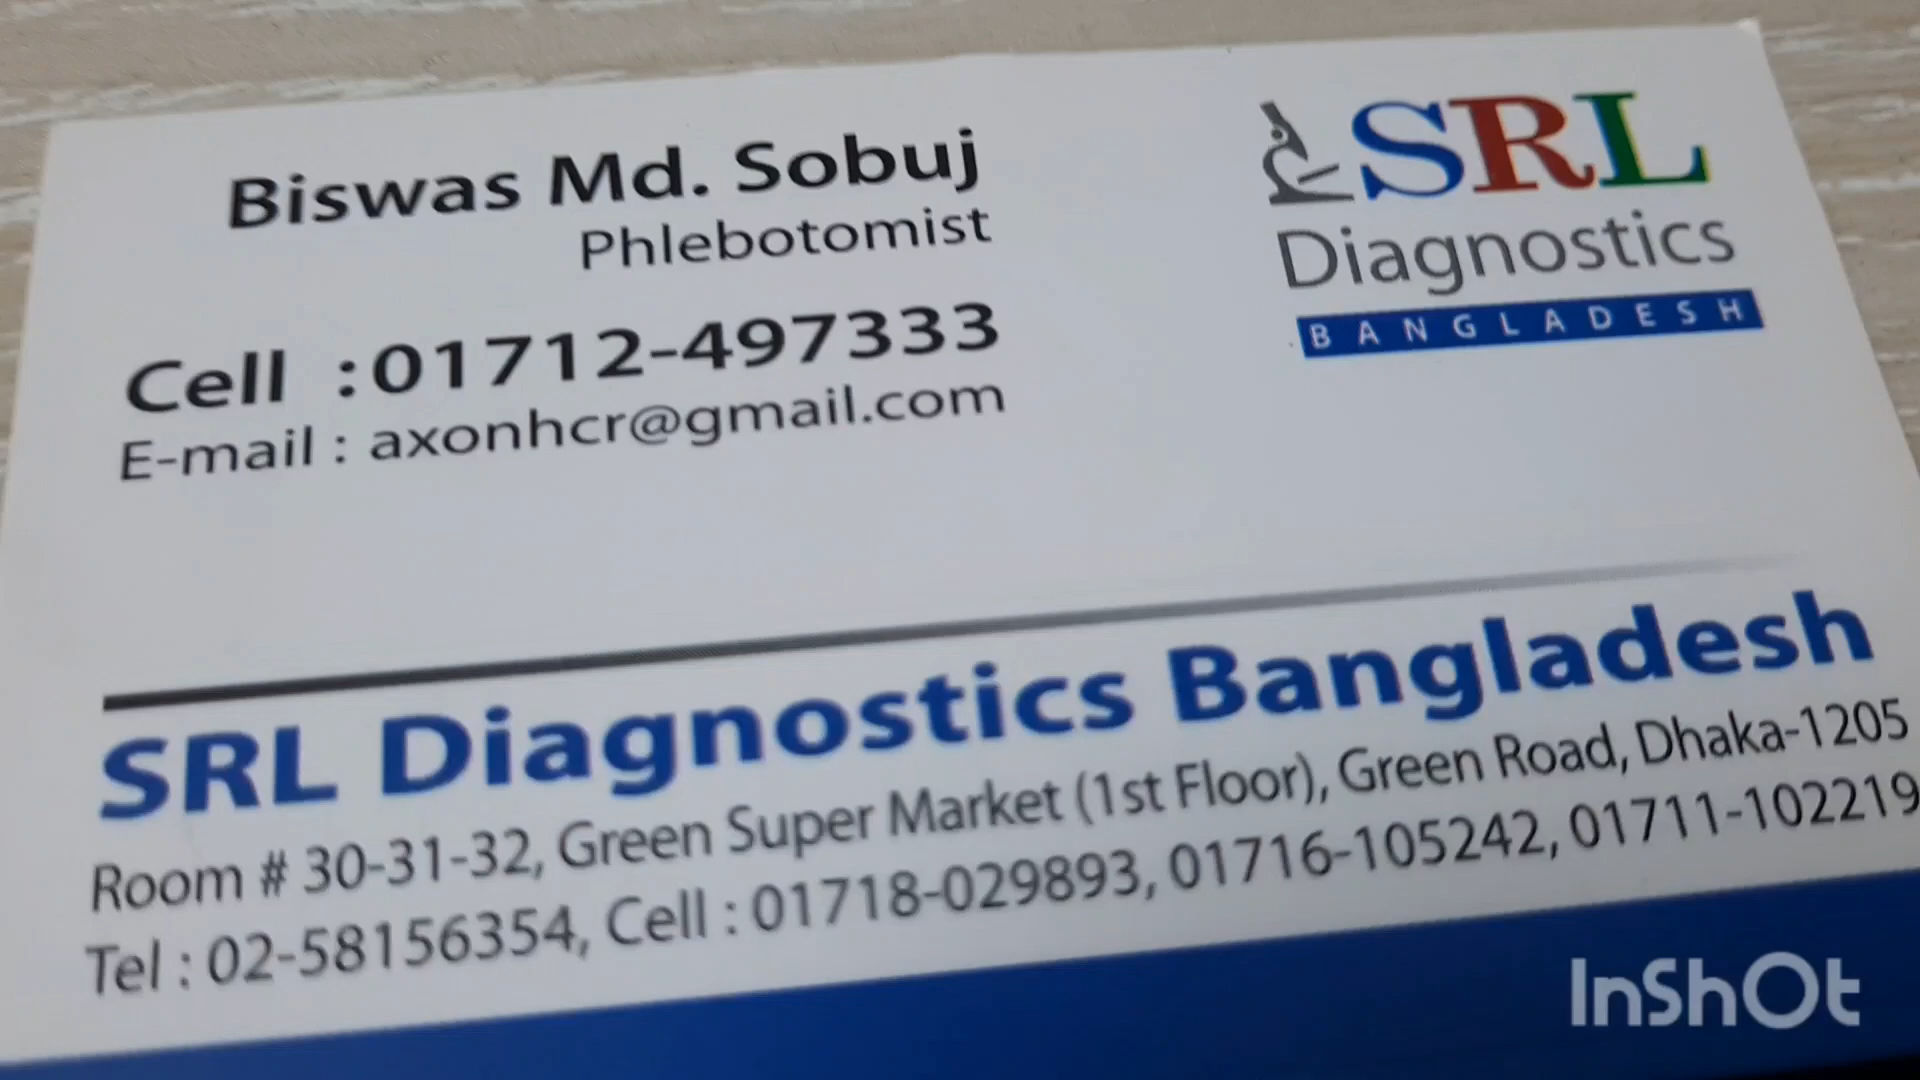 Biswas Md. Sobuj
Phlebotomist
Cell :01712-497333
E-mail : axonhcr@gmail.com
SRL
Diagnostics
BANGLADESH
SRL Diagnostics Bangladesh
Room # 30-31-32, Green Super Market (1st Floor), Green Road, Dhaka-1205
Tel : 02-58156354, Cell : 01718-029893, 01716-105242, 01711-102219
InShOt